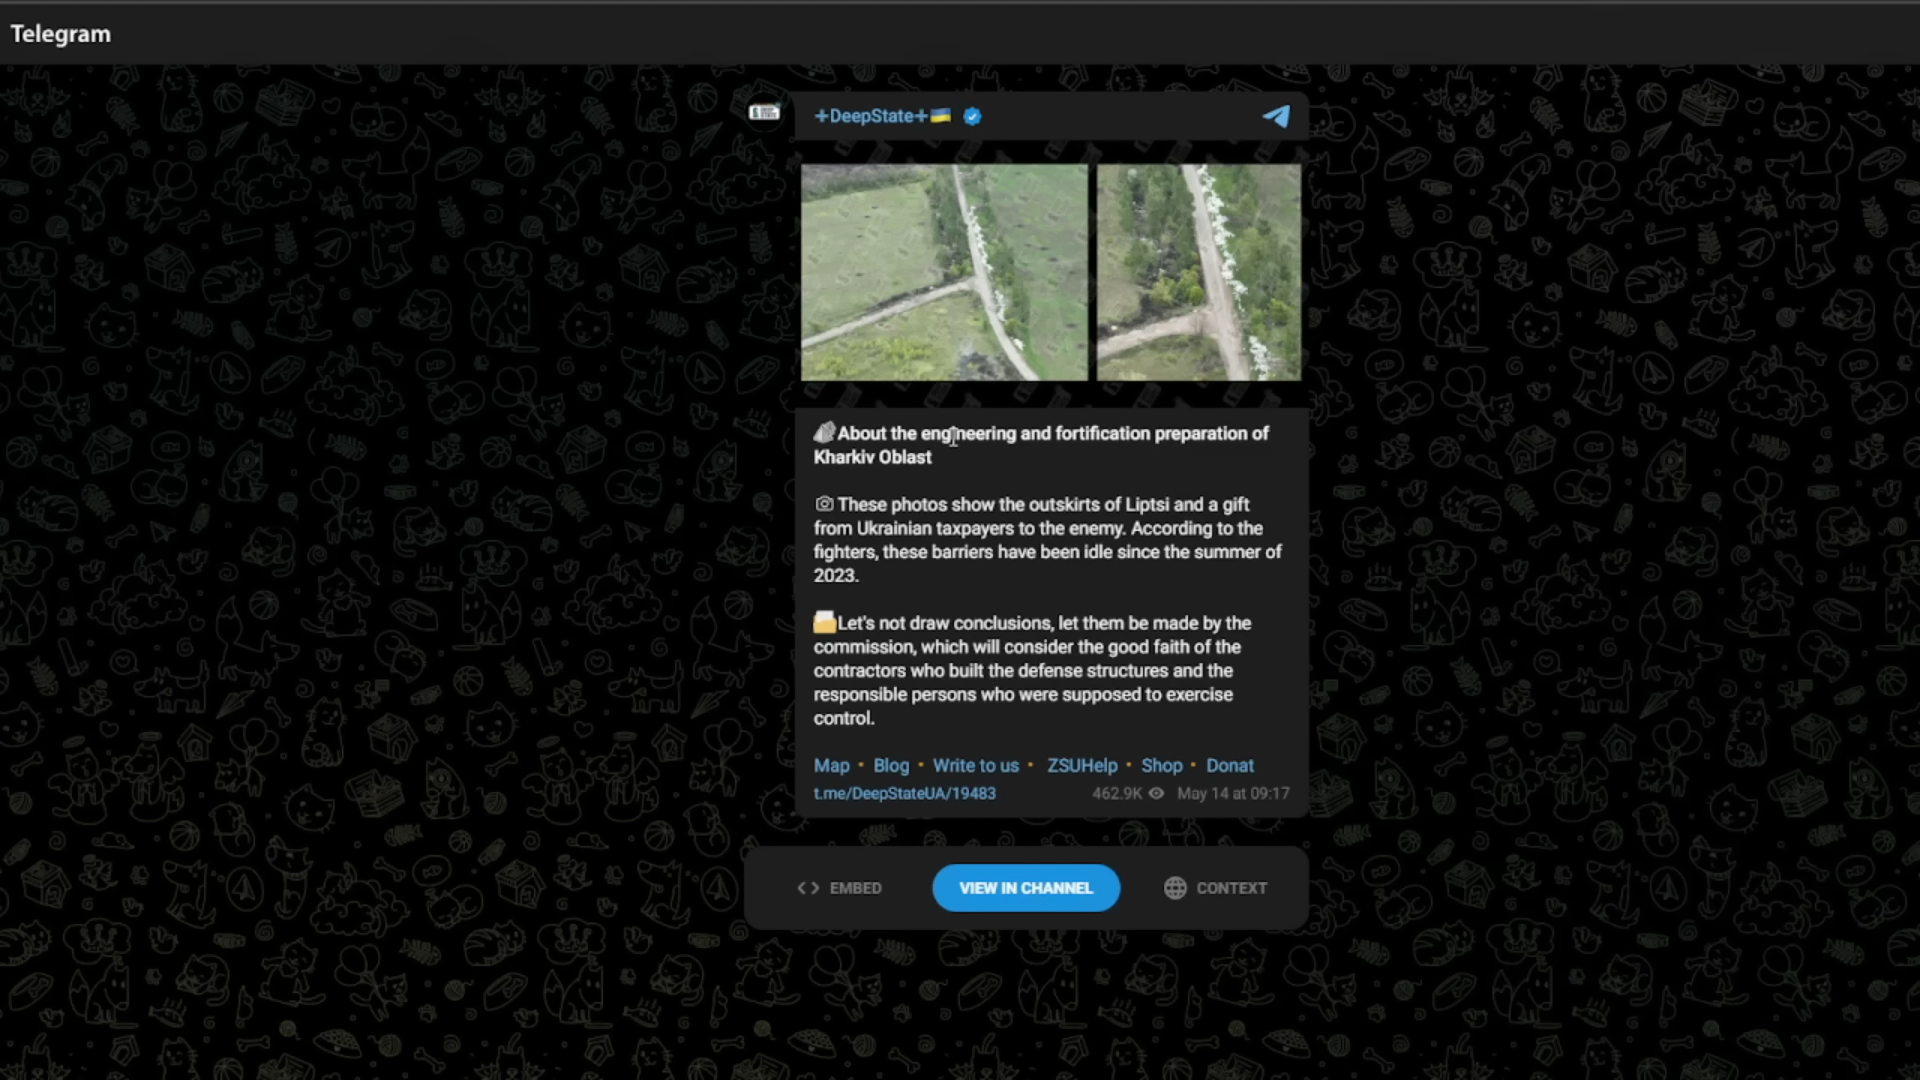 Telegram
+DeepState+
About the engineering and fortification preparation of
Kharkiv Oblast
These photos show the outskirts of Liptsi and a gift
from Ukrainian taxpayers to the enemy. According to the
fighters, these barriers have been idle since the summer of
2023.
Let's not draw conclusions, let them be made by the
commission, which will consider the good faith of the
contractors who built the defense structures and the
responsible persons who were supposed to exercise
control.
Map • Blog • Write to us • ZSUHelp • Shop • Donat
t.me/DeepStateUA/19483 462.9K May 14 at 09:17
EMBED VIEW IN CHANNEL CONTEXT